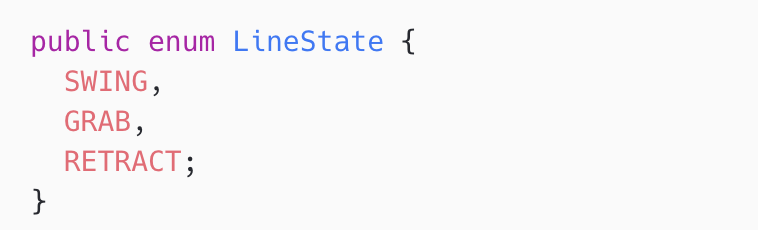 public enum LineState {
  SWING,
  GRAB,
  RETRACT;
}